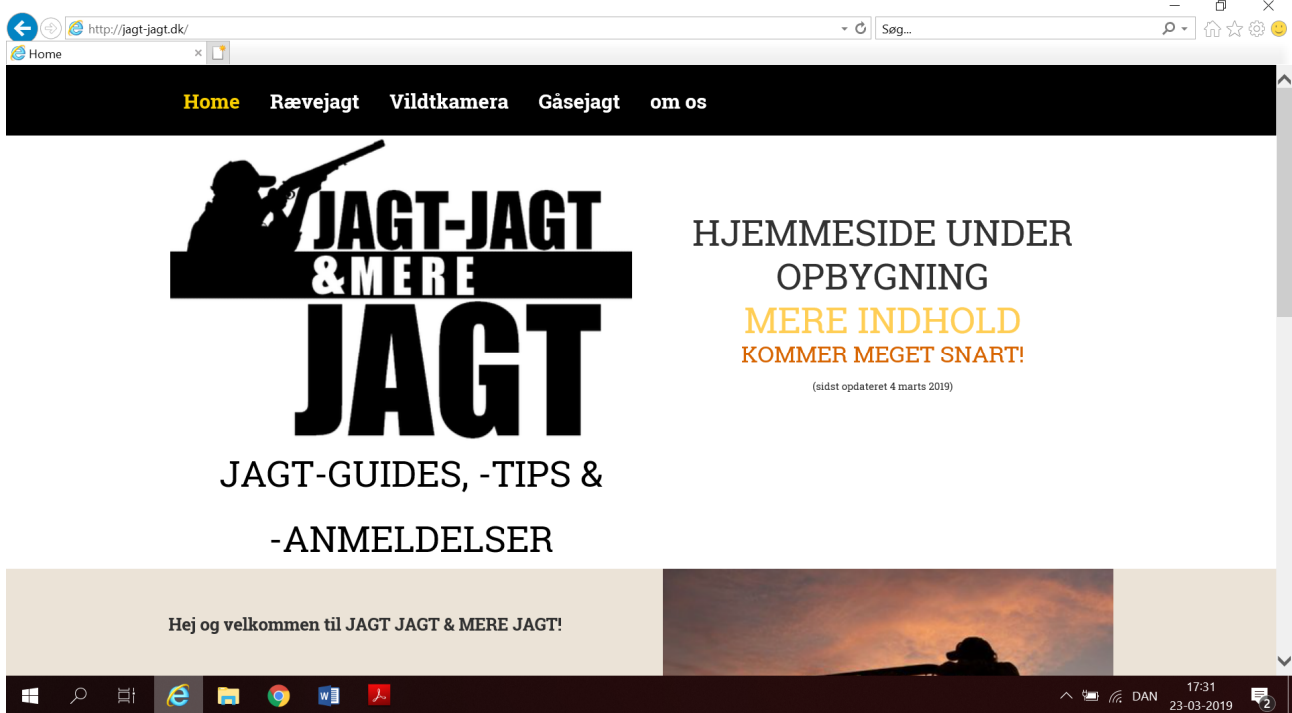 http://jagt-jagt.dk/
Søg...
Home
Home Rævejagt Vildtkamera Gåsejagt om os
JAGT-JAGT
&MERE
JAGT
JAGT-GUIDES, -TIPS &
-ANMELDELSER
HJEMMESIDE UNDER
OPBYGNING
MERE INDHOLD
KOMMER MEGET SNART!
(sidst opdateret 4 marts 2019)
Hej og velkommen til JAGT JAGT & MERE JAGT!
DAN
17:31
23-03-2019
2